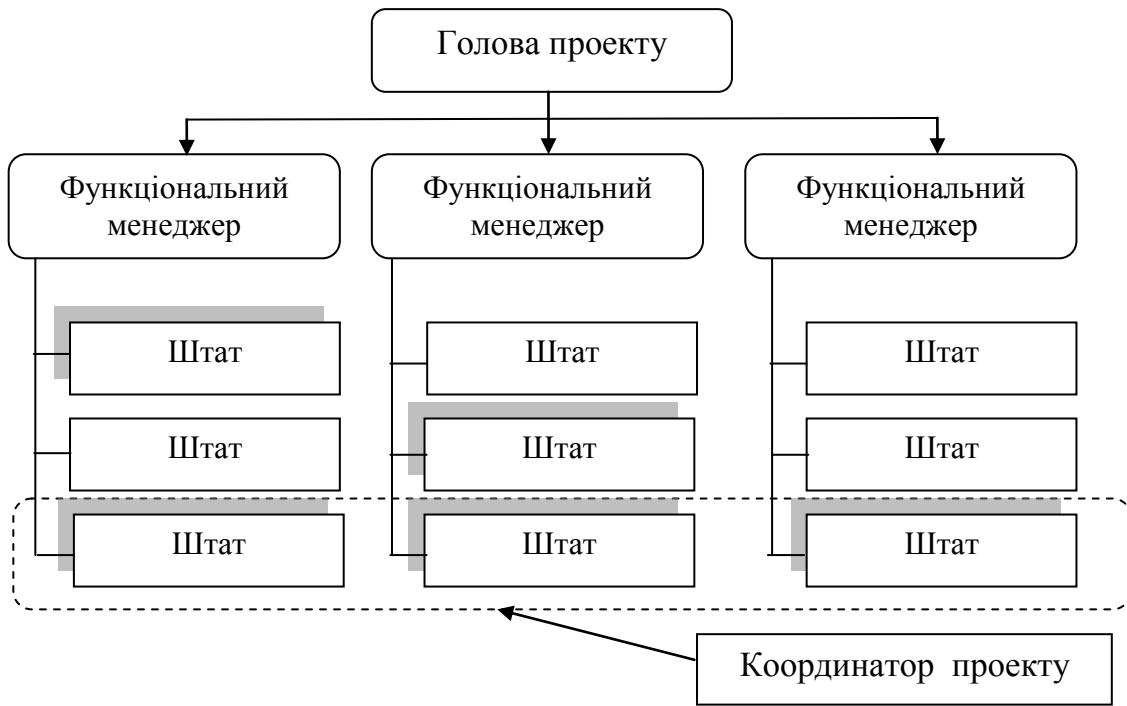 Голова проекту
Функціональний Функціональний Функціональний
менеджер менеджер менеджер
Штат Штат Штат
Штат Штат Штат
Штат Штат Штат
Координатор проекту